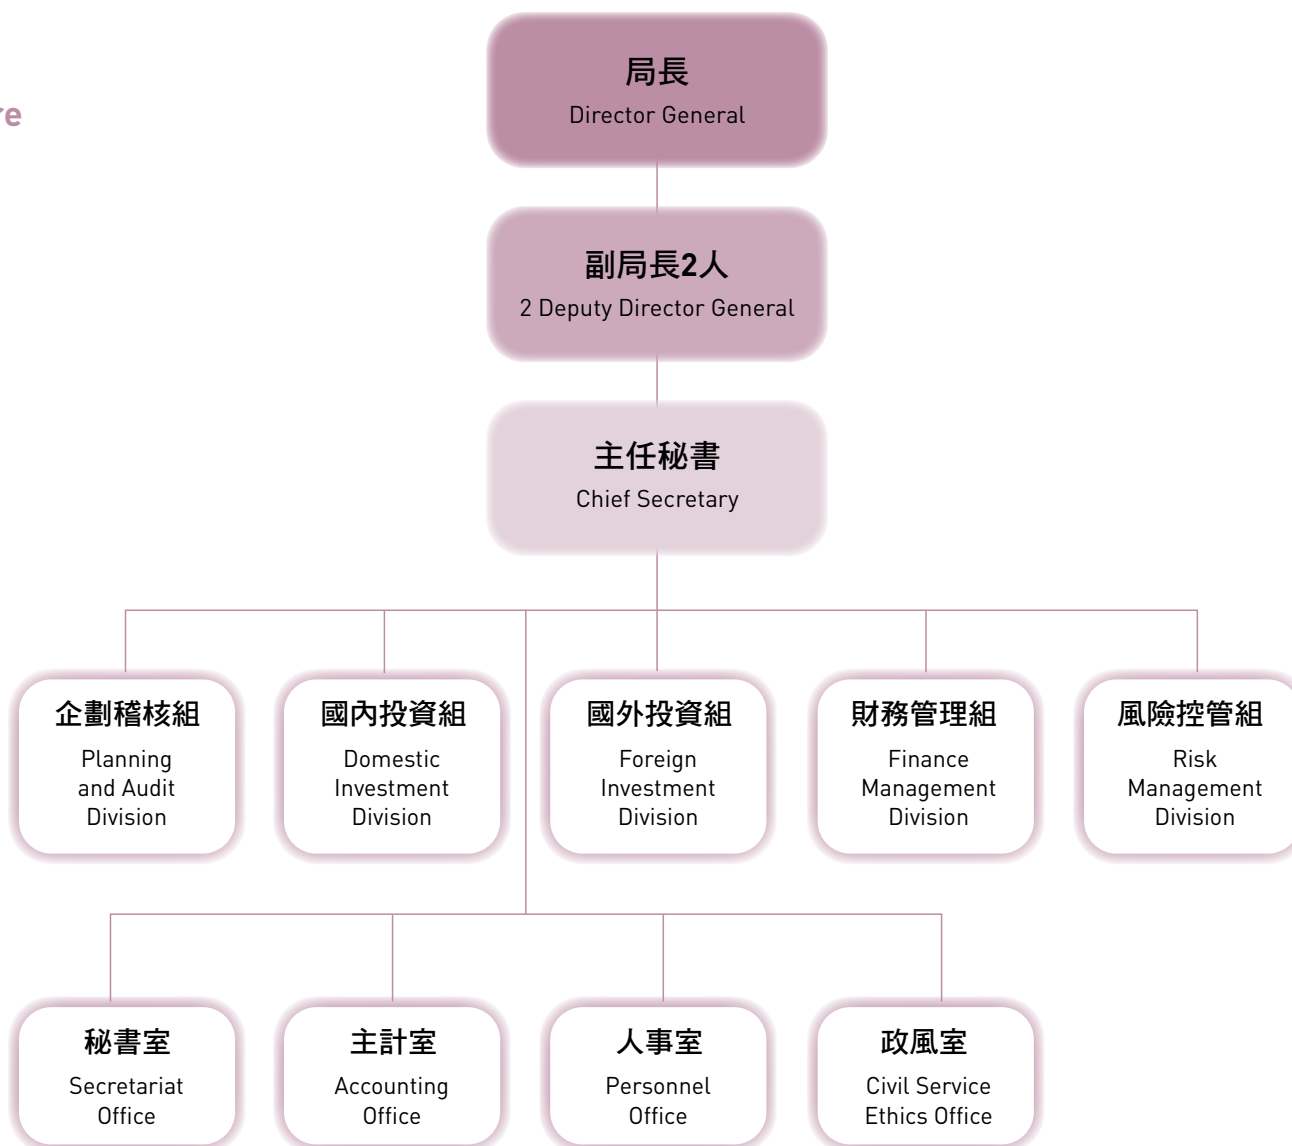 re
局長
Director General
副局長2人
2 Deputy Director General
主任秘書
Chief Secretary
企劃稽核組
Planning
and Audit
Division
國內投資組
Domestic
Investment
Division
國外投資組
Foreign
Investment
Division
財務管理組
Finance
Management
Division
風險控管組
Risk
Management
Division
秘書室
Secretariat
Office
主計室
Accounting
Office
人事室
Personnel
Office
政風室
Civil Service
Ethics Office